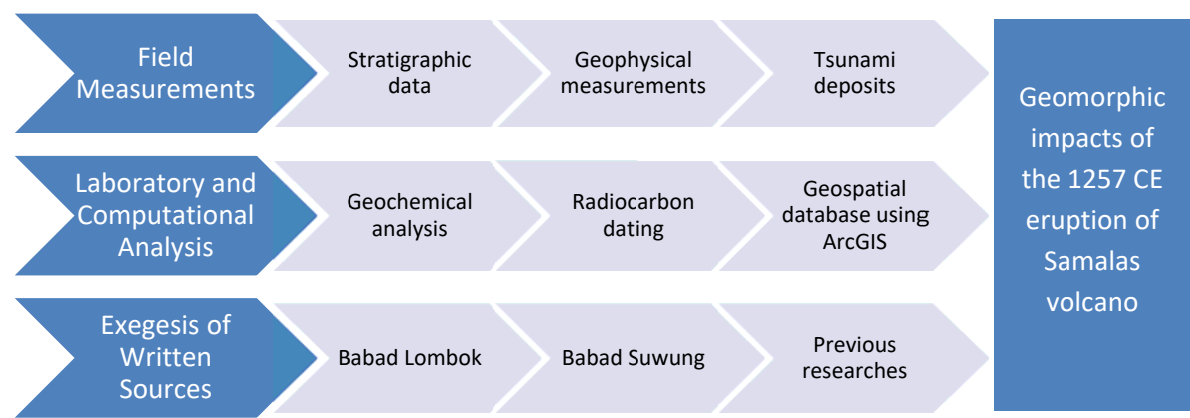 Field
Measurements
Stratigraphic
data
Geophysical
measurements
Tsunami
deposits
Laboratory and
Computational
Analysis
Geochemical
analysis
Radiocarbon
dating
Geospatial
database using
ArcGIS
Exegesis of
Written
Sources
Babad Lombok
Babad Suwung
Previous
researches
Geomorphic
impacts of
the 1257 CE
eruption of
Samalas
volcano